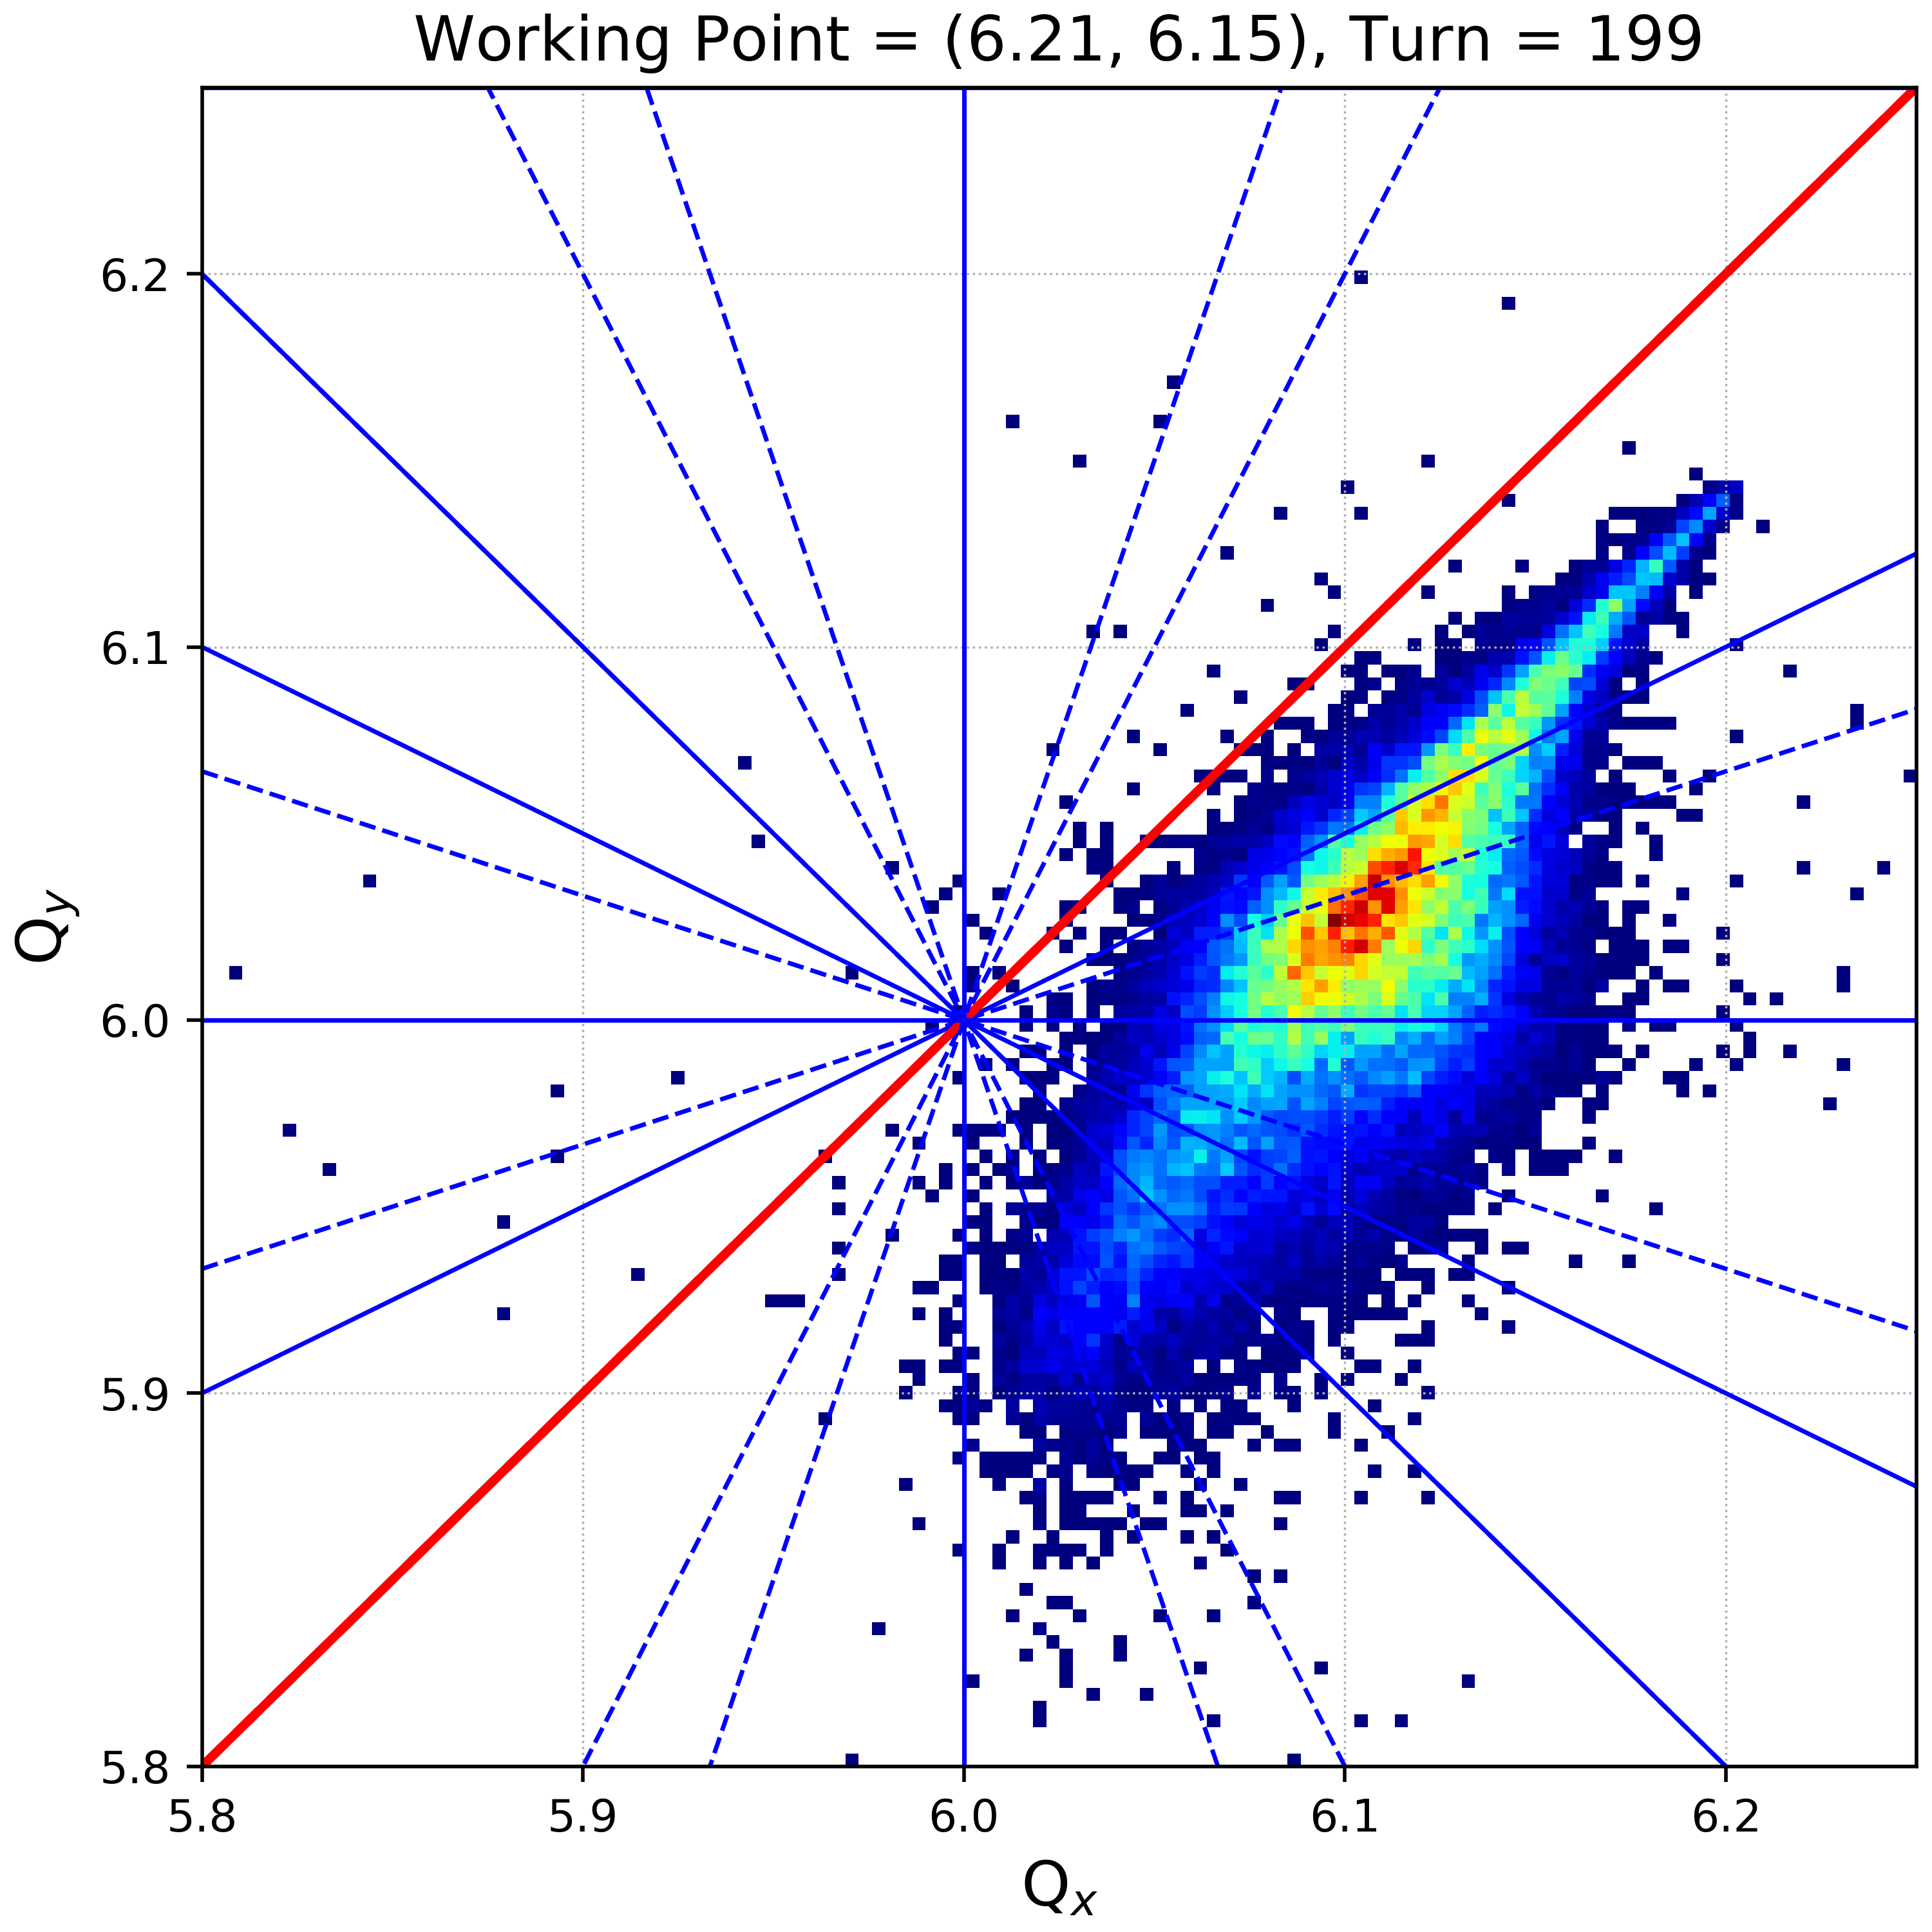 Working Point = (6.21, 6.15), Turn = 199
6.2
6.1
6.0
5.9
5.8
Qy
5.8 5.9 6.0 6.1 6.2
Qx